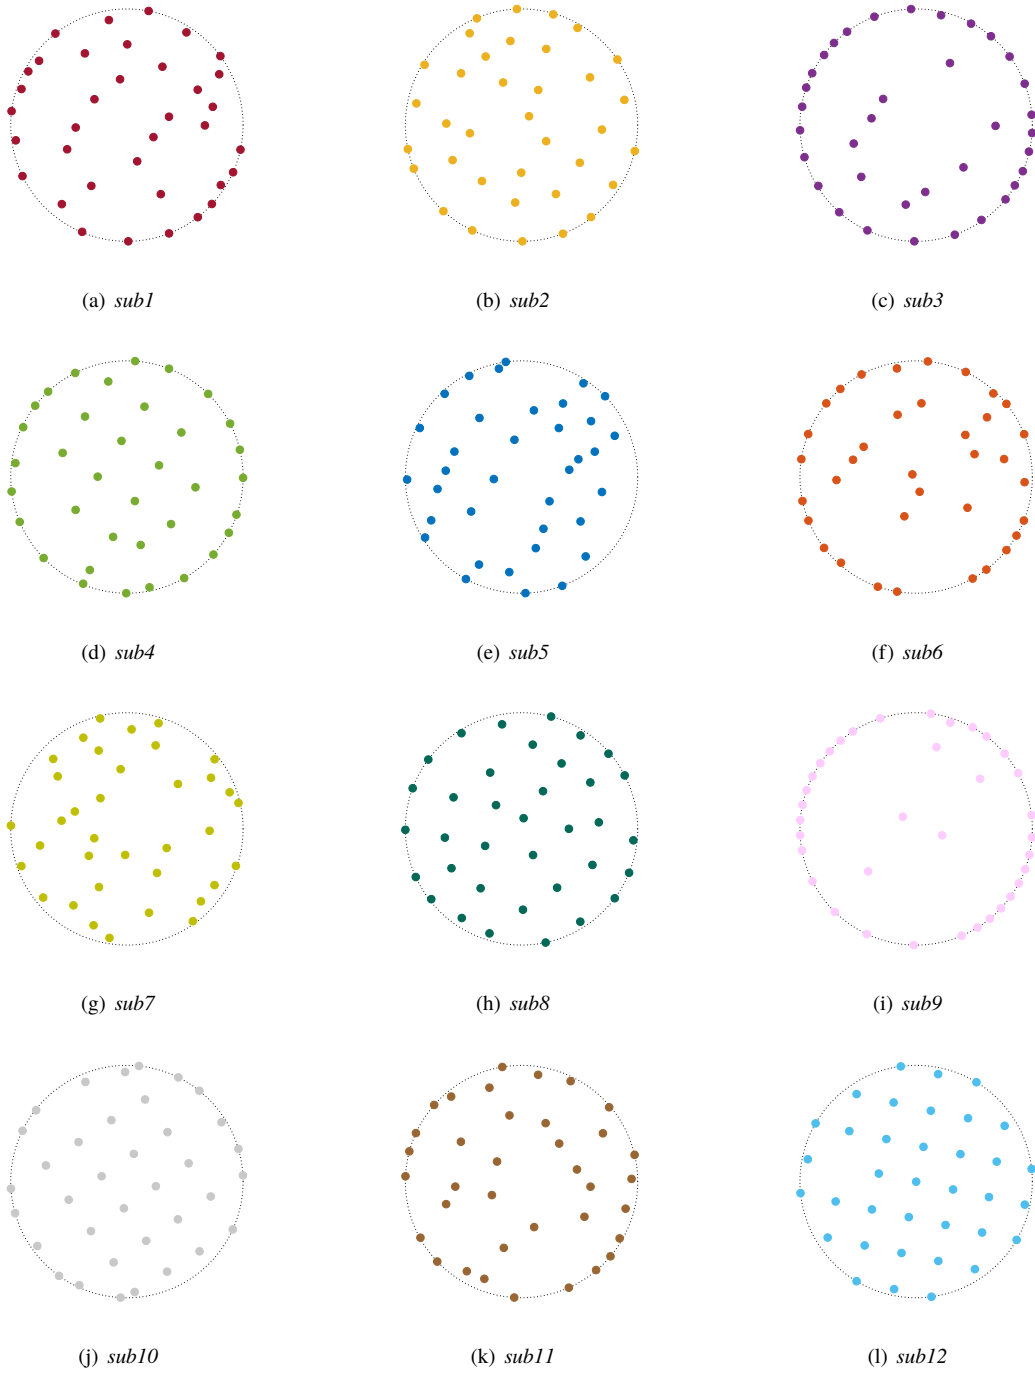 (a) sub1
(b) sub2
(c) sub3
(d) sub4
(e) sub5
(f) sub6
(g) sub7
(h) sub8
(i) sub9
(j) sub10
(k) sub11
(l) sub12